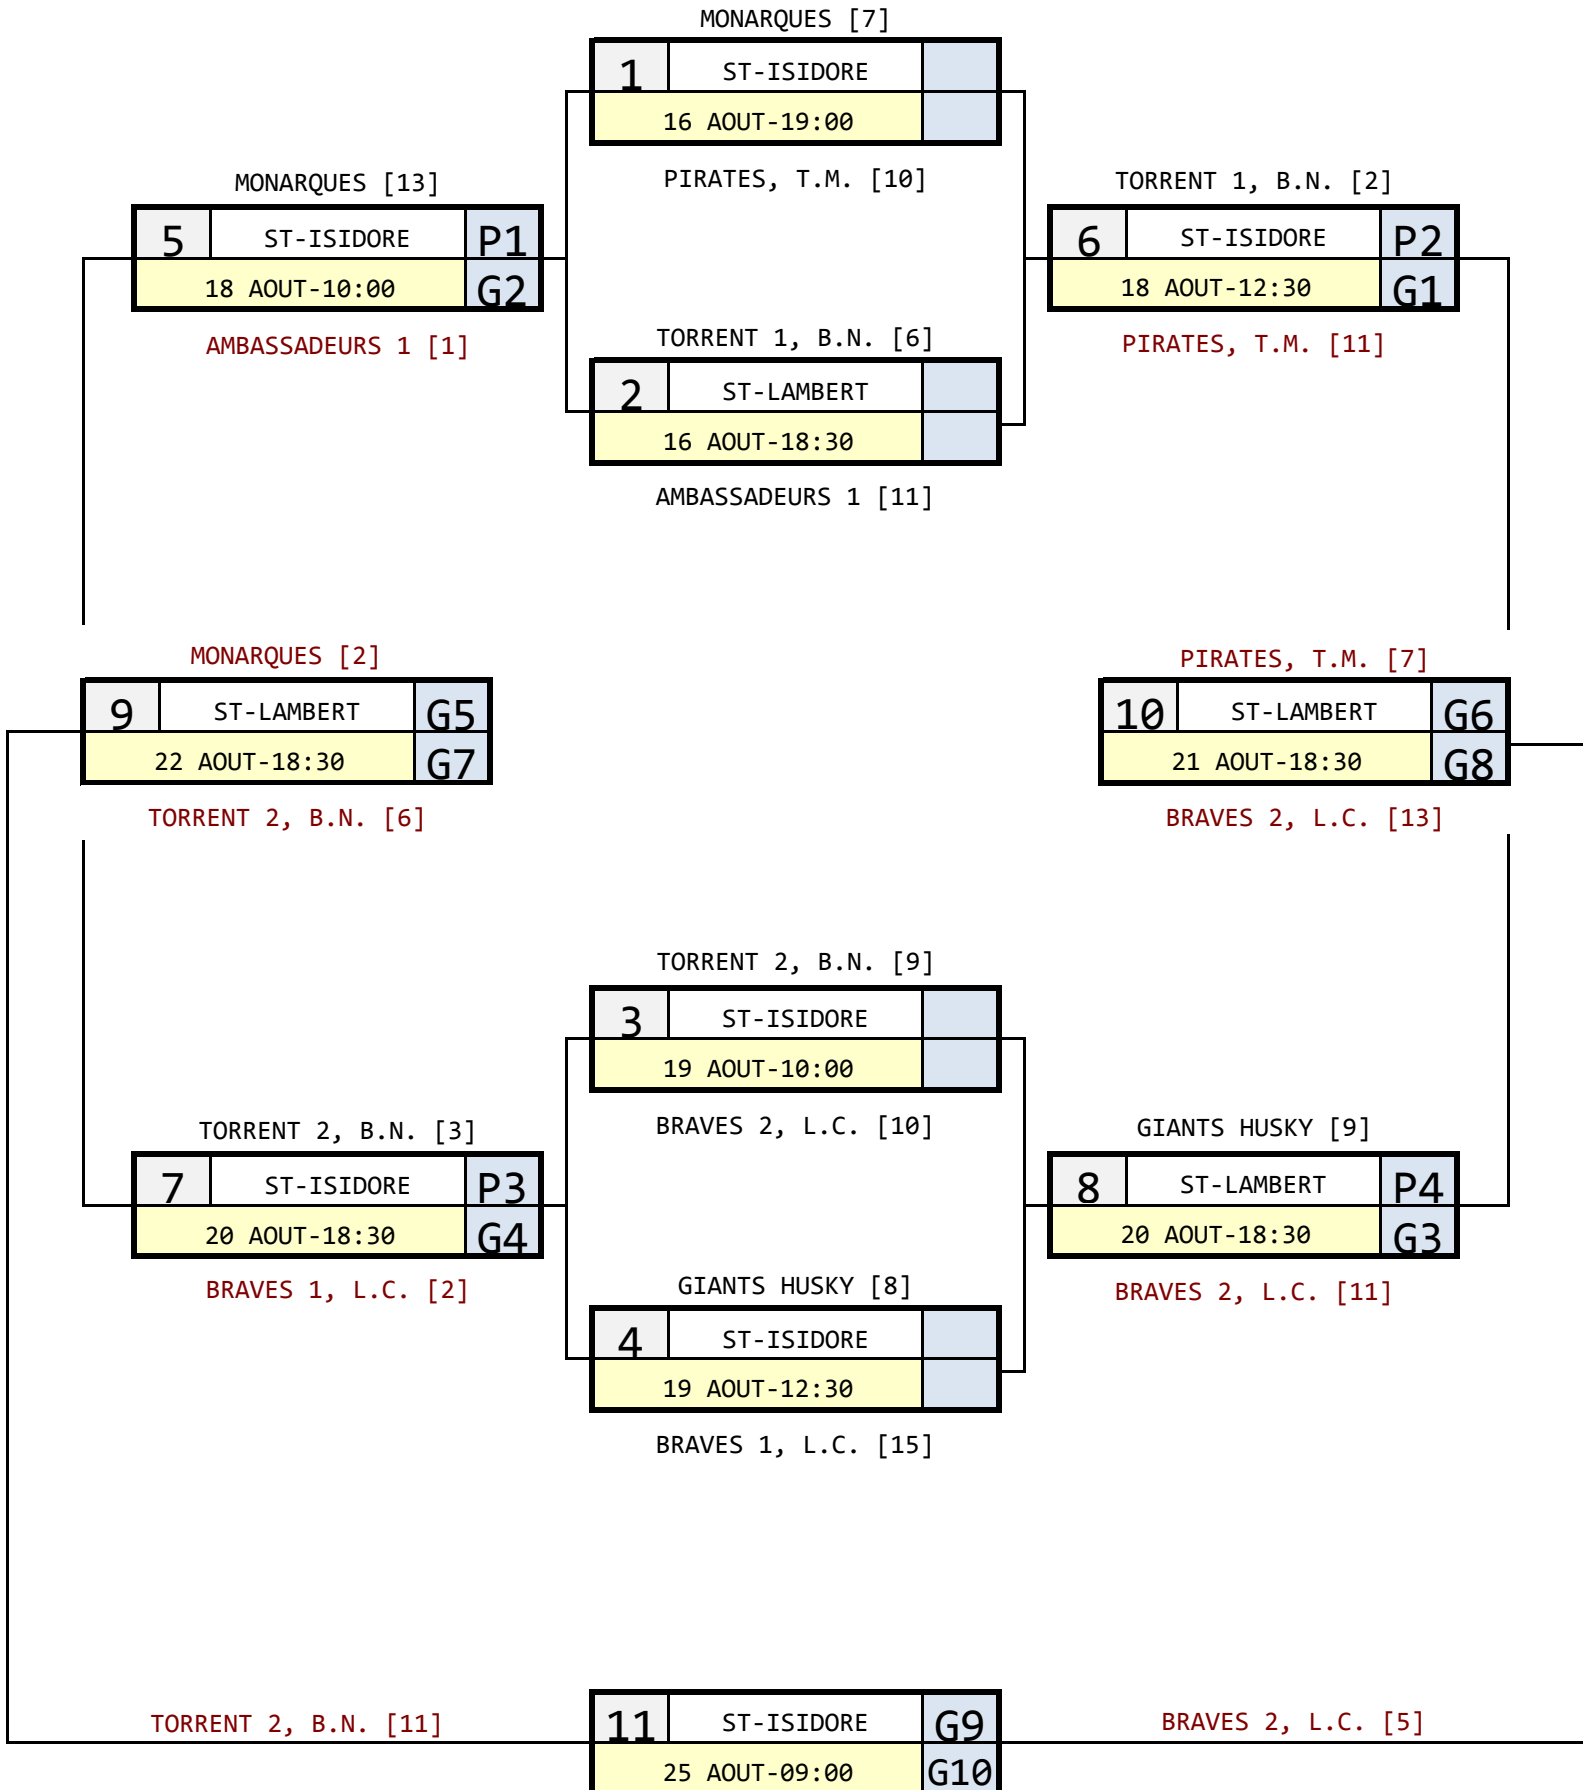 MONARQUES [7]
1 ST-ISIDORE
16 AOUT-19:00
PIRATES, T.M. [10]
MONARQUES [13]
5 ST-ISIDORE P1
18 AOUT-10:00 G2
AMBASSADEURS 1 [1]
TORRENT 1, B.N. [2]
6 ST-ISIDORE P2
18 AOUT-12:30 G1
PIRATES, T.M. [11]
TORRENT 1, B.N. [6]
2 ST-LAMBERT
16 AOUT-18:30
AMBASSADEURS 1 [11]
MONARQUES [2]
9 ST-LAMBERT G5
22 AOUT-18:30 G7
TORRENT 2, B.N. [6]
PIRATES, T.M. [7]
10 ST-LAMBERT G6
21 AOUT-18:30 G8
BRAVES 2, L.C. [13]
TORRENT 2, B.N. [9]
3 ST-ISIDORE
19 AOUT-10:00
BRAVES 2, L.C. [10]
TORRENT 2, B.N. [3]
7 ST-ISIDORE P3
20 AOUT-18:30 G4
BRAVES 1, L.C. [2]
GIANTS HUSKY [9]
8 ST-LAMBERT P4
20 AOUT-18:30 G3
BRAVES 2, L.C. [11]
GIANTS HUSKY [8]
4 ST-ISIDORE
19 AOUT-12:30
BRAVES 1, L.C. [15]
TORRENT 2, B.N. [11]
11 ST-ISIDORE G9
25 AOUT-09:00 G10
BRAVES 2, L.C. [5]